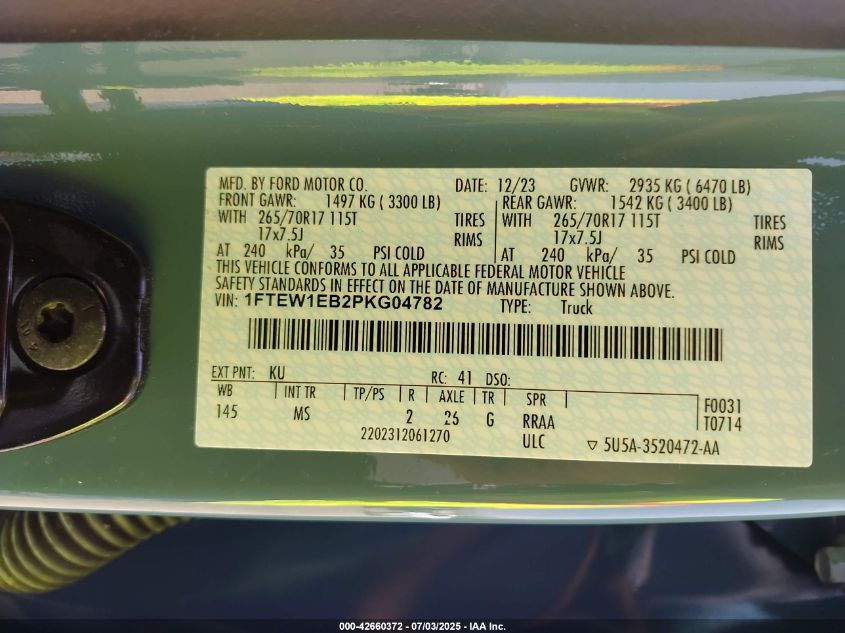 MFD. BY FORD MOTOR CO. DATE: 12/23 GVWR: 2935 KG ( 6470 LB)
FRONT GAWR: 1497 KG ( 3300 LB) REAR GAWR: 1542 KG ( 3400 LB)
WITH 265/70R17 115T TIRES WITH 265/70R17 115T TIRES
17x7.5J RIMS 17x7.5J RIMS
AT 240 kPa/ 35 PSI COLD AT 240 kPa/ 35 PSI COLD
THIS VEHICLE CONFORMS TO ALL APPLICABLE FEDERAL MOTOR VEHICLE
SAFETY STANDARDS IN EFFECT ON THE DATE OF MANUFACTURE SHOWN ABOVE.
VIN: 1FTEW1EB2PKG04782 TYPE: Truck
EXT PNT: KU RC: 41 DSO:
WB INT TR TP/PS R AXLE TR SPR F0031
145 MS 2 26 G RRAA T0714
2202312061270 ULC ▽ 5U5A-3520472-AA
000-42660372 - 07/03/2025 - IAA Inc.